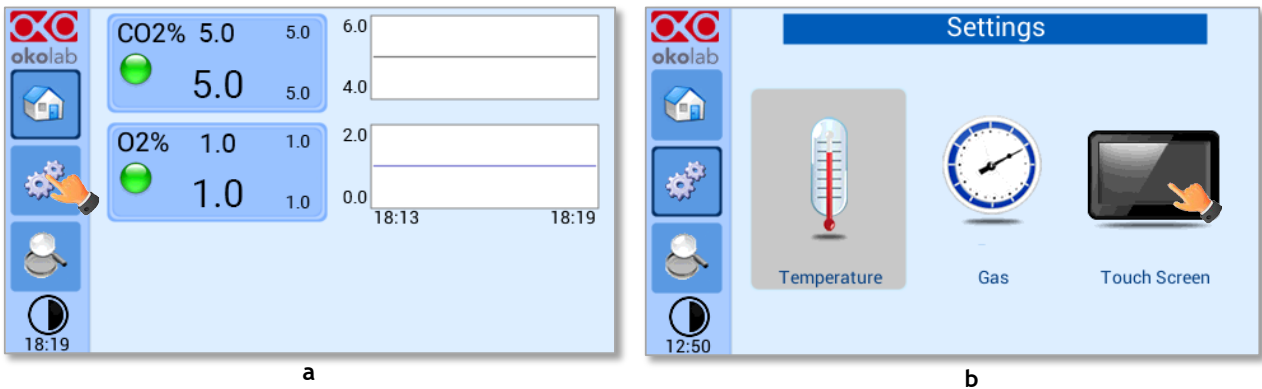 okolab
18:19
CO2% 5.0 5.0
5.0 5.0
O2% 1.0 1.0
1.0 1.0
6.0
4.0
2.0
0.0
18:13 18:19
a
okolab
12:50
Settings
Temperature Gas Touch Screen
b